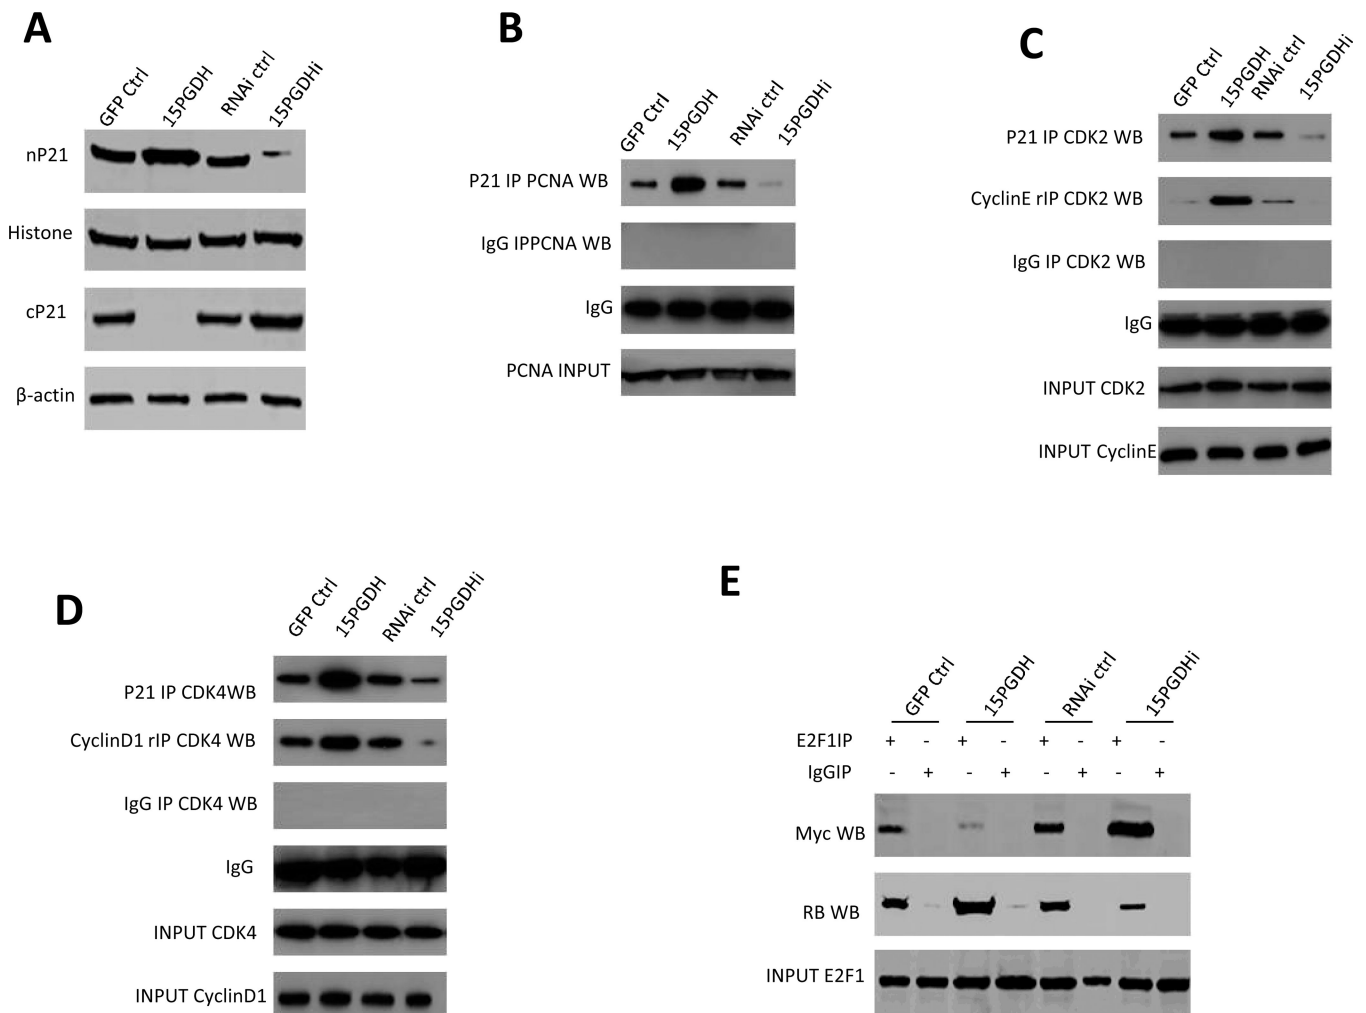 A
GFP Ctrl
15PGDH
RNAi ctrl
15PGDHi
nP21
Histone
cP21
β-actin
B
GFP Ctrl
15PGDH
RNAi ctrl
15PGDHi
P21 IP PCNA WB
IgG IPPCNA WB
IgG
PCNA INPUT
C
GFP Ctrl
15PGDH
RNAi ctrl
15PGDHi
P21 IP CDK2 WB
CyclinE rIP CDK2 WB
IgG IP CDK2 WB
IgG
INPUT CDK2
INPUT CyclinE
D
GFP Ctrl
15PGDH
RNAi ctrl
15PGDHi
P21 IP CDK4WB
CyclinD1 rIP CDK4 WB
IgG IP CDK4 WB
IgG
INPUT CDK4
INPUT CyclinD1
E
GFP Ctrl
15PGDH
RNAi ctrl
15PGDHi
E2F1IP + - + - + - + -
IgGIP - + - + - + - +
Myc WB
RB WB
INPUT E2F1